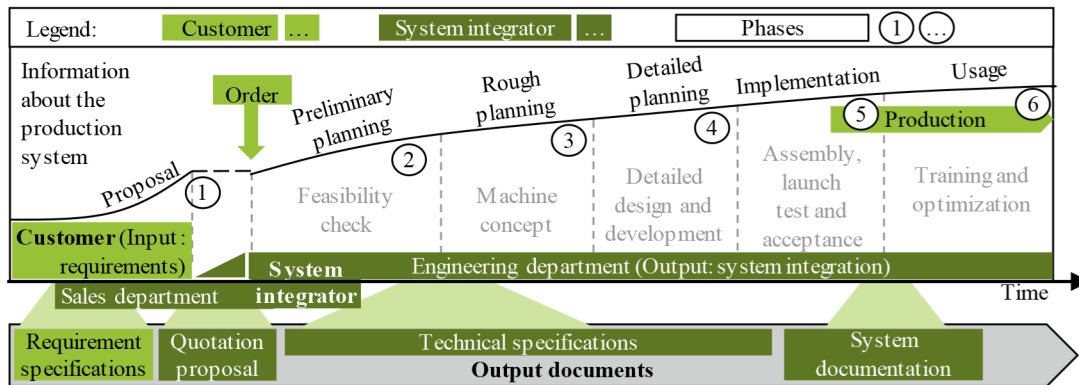 Legend:
Customer
...
System integrator
...
Phases
1
...
Information
about the
production
system
Order
Proposal
1
Preliminary
planning
2
Rough
planning
3
Detailed
planning
4
Implementation
5
Usage
6
Production
Feasibility
check
Machine
concept
Detailed
design and
development
Assembly,
launch
test and
acceptance
Training and
optimization
Customer (Input :
requirements)
System
integrator
Engineering department (Output: system integration)
Sales department
Time
Requirement
specifications
Quotation
proposal
Technical specifications
System
documentation
Output documents